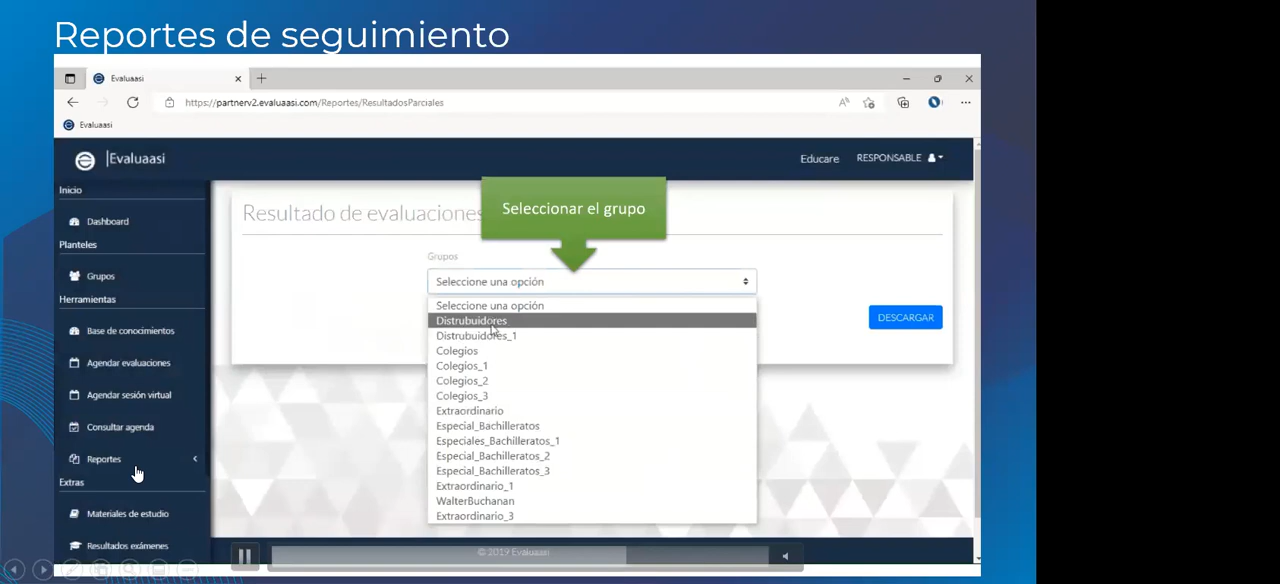 Reportes de seguimiento
Evaluaasi
https://partnerv2.evaluaasi.com/Reportes/ResultadosParciales
Evaluaasi
|Evaluaasi
Educare
RESPONSABLE
Inicio
Dashboard
Planteles
Grupos
Herramientas
Base de conocimientos
Agendar evaluaciones
Agendar sesión virtual
Consultar agenda
Reportes
Extras
Materiales de estudio
Resultados exámenes
Resultado de evaluaciones
Seleccionar el grupo
Grupos
Seleccione una opción
Seleccione una opción
Distrubuidores
Distrubuidores_1
Colegios
Colegios_1
Colegios_2
Colegios_3
Extraordinario
Especial_Bachilleratos
Especiales_Bachilleratos_1
Especial_Bachilleratos_2
Especial_Bachilleratos_3
Extraordinario_1
WalterBuchanan
Extraordinario_3
DESCARGAR
© 2019 Evaluaasi